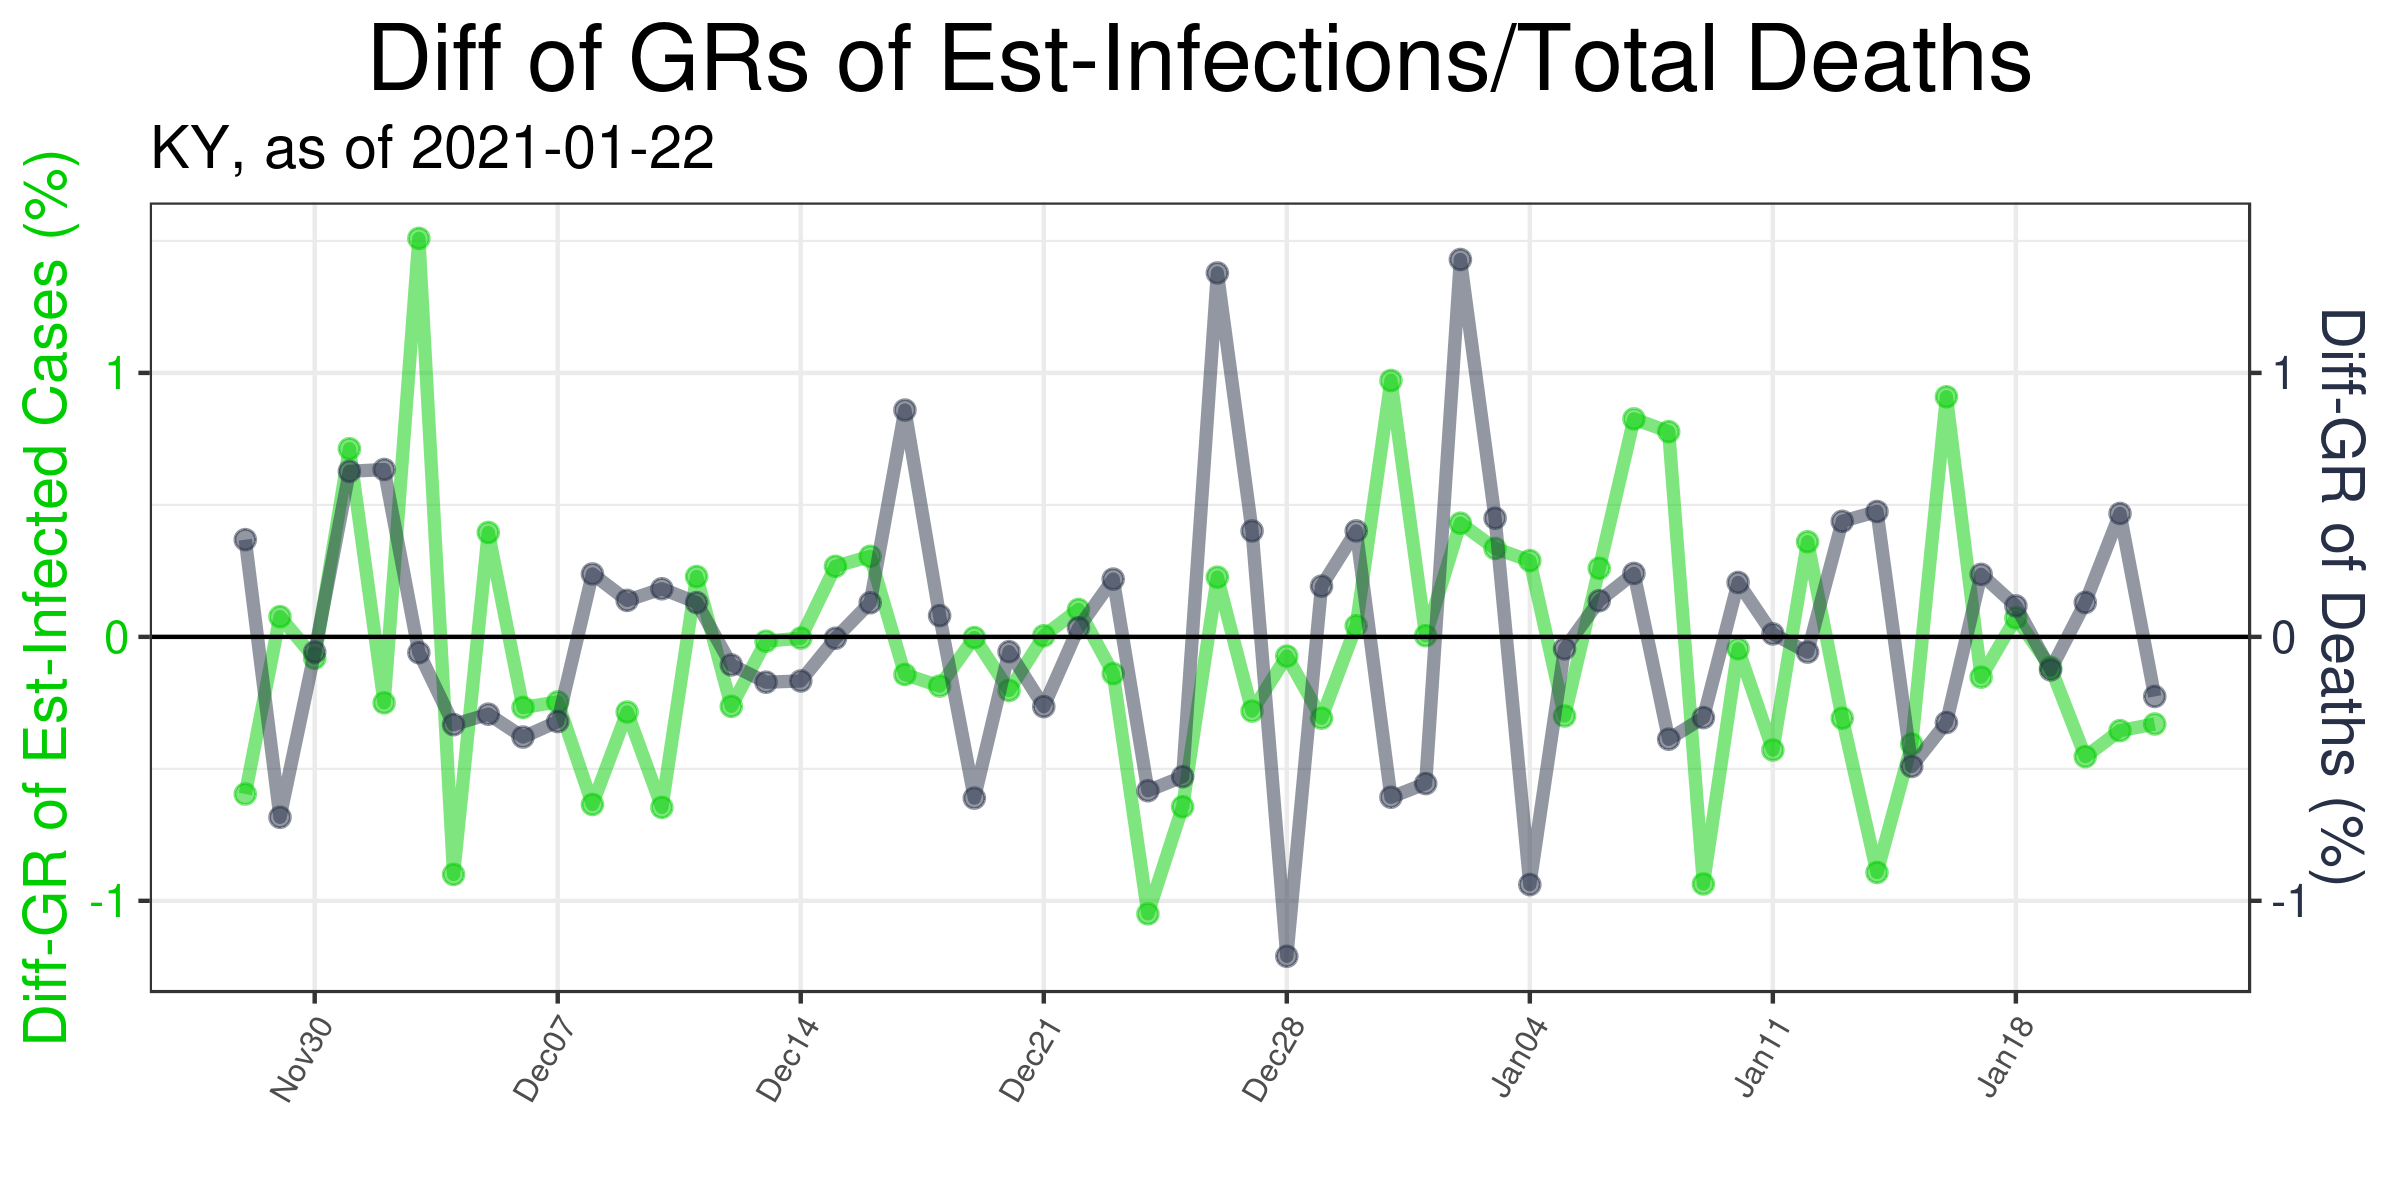 Diff of GRs of Est-Infections/Total Deaths
KY, as of 2021-01-22
Diff-GR of Est-Infected Cases (%)
1
0
-1
1
0
-1
Diff-GR of Deaths (%)
Nov30
Dec07
Dec14
Dec21
Dec28
Jan04
Jan11
Jan18